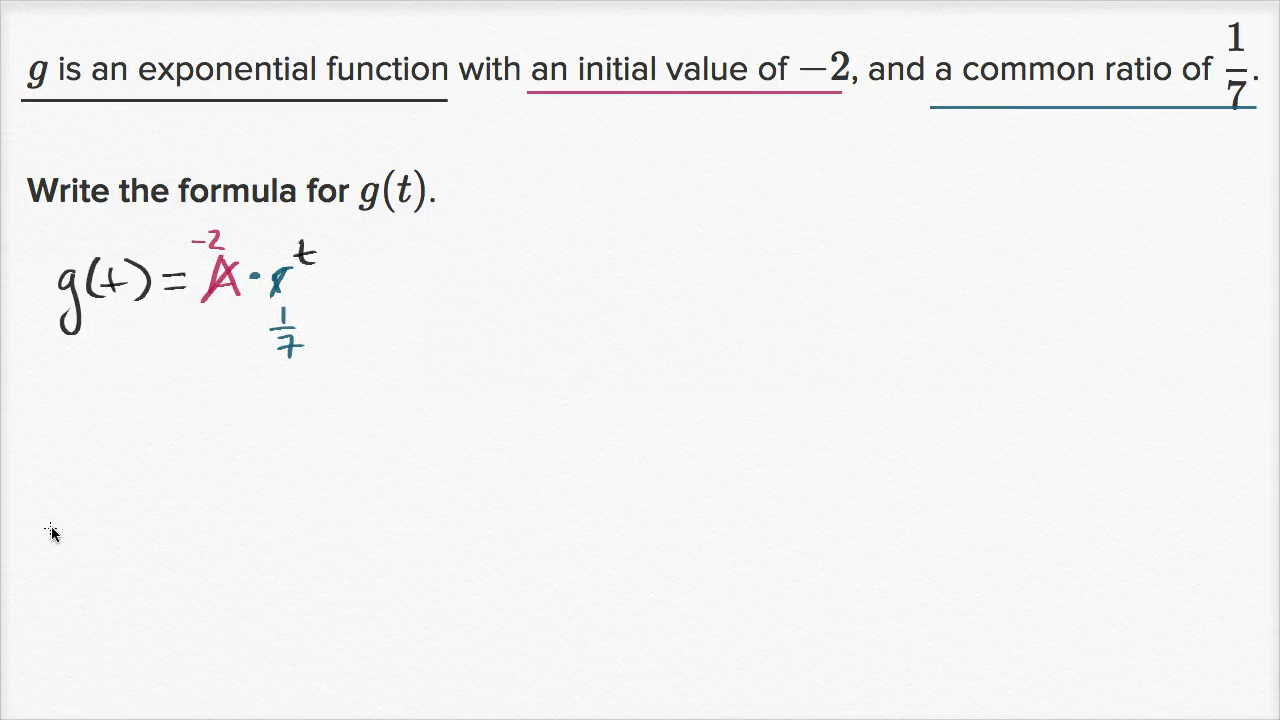 g is an exponential function with an initial value of −2, and a common ratio of 1/7.
Write the formula for g(t).
−2
g(t) = A · r^t
1/7